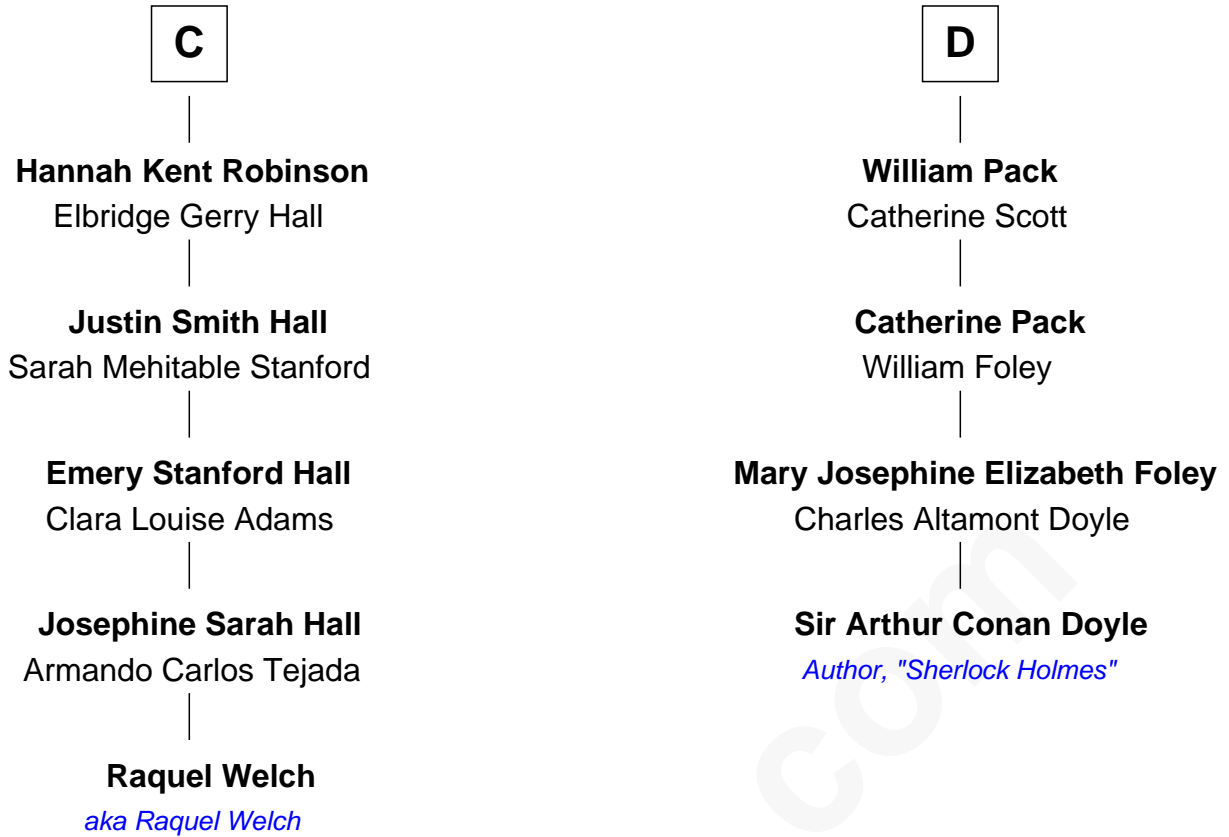 C
Hannah Kent Robinson
Elbridge Gerry Hall
Justin Smith Hall
Sarah Mehitable Stanford
Emery Stanford Hall
Clara Louise Adams
Josephine Sarah Hall
Armando Carlos Tejada
Raquel Welch
aka Raquel Welch
D
William Pack
Catherine Scott
Catherine Pack
William Foley
Mary Josephine Elizabeth Foley
Charles Altamont Doyle
Sir Arthur Conan Doyle
Author, "Sherlock Holmes"
com